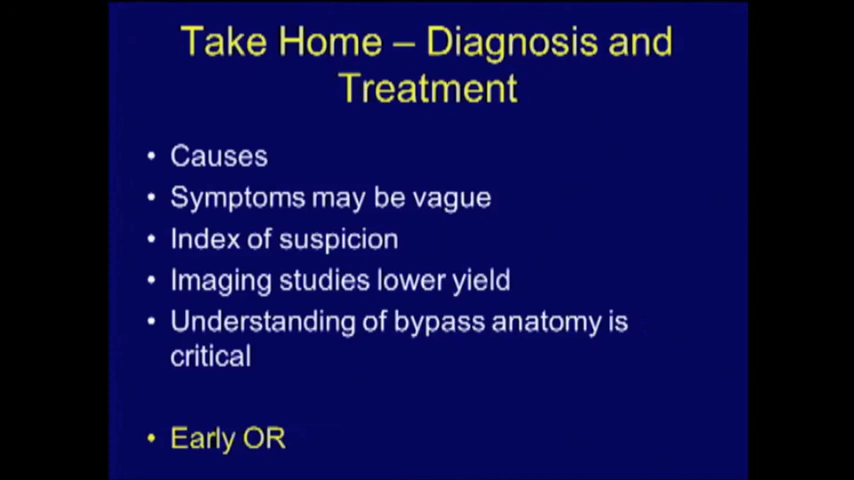 Take Home – Diagnosis and
Treatment
• Causes
• Symptoms may be vague
• Index of suspicion
• Imaging studies lower yield
• Understanding of bypass anatomy is
critical
• Early OR